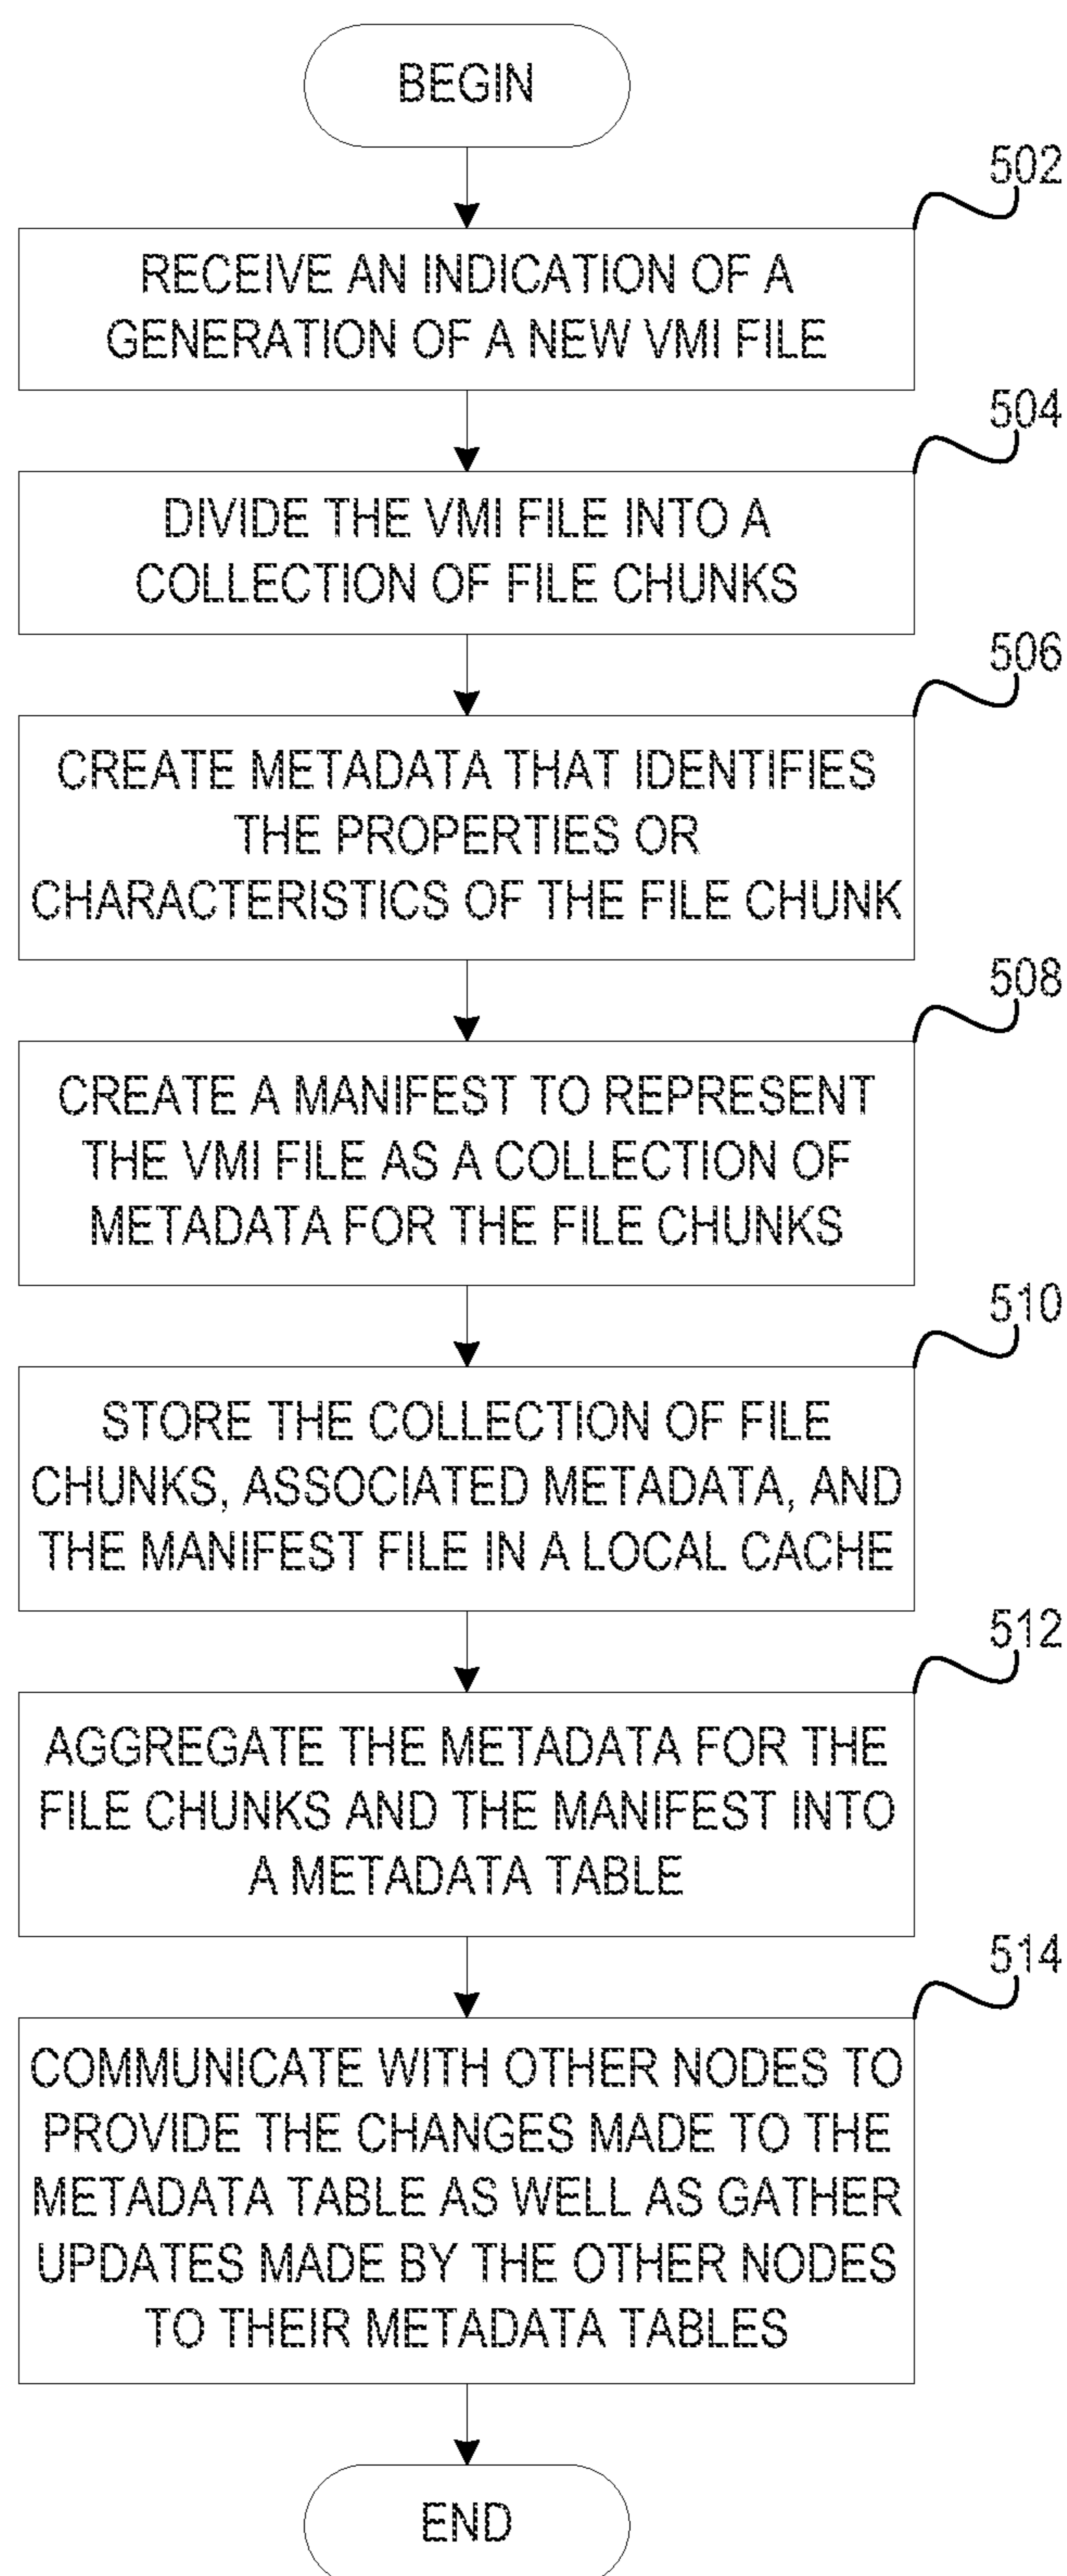 BEGIN
502
RECEIVE AN INDICATION OF A
GENERATION OF A NEW VMI FILE
504
DIVIDE THE VMI FILE INTO A
COLLECTION OF FILE CHUNKS
506
CREATE METADATA THAT IDENTIFIES
THE PROPERTIES OR
CHARACTERISTICS OF THE FILE CHUNK
508
CREATE A MANIFEST TO REPRESENT
THE VMI FILE AS A COLLECTION OF
METADATA FOR THE FILE CHUNKS
510
STORE THE COLLECTION OF FILE
CHUNKS, ASSOCIATED METADATA, AND
THE MANIFEST FILE IN A LOCAL CACHE
512
AGGREGATE THE METADATA FOR THE
FILE CHUNKS AND THE MANIFEST INTO
A METADATA TABLE
514
COMMUNICATE WITH OTHER NODES TO
PROVIDE THE CHANGES MADE TO THE
METADATA TABLE AS WELL AS GATHER
UPDATES MADE BY THE OTHER NODES
TO THEIR METADATA TABLES
END